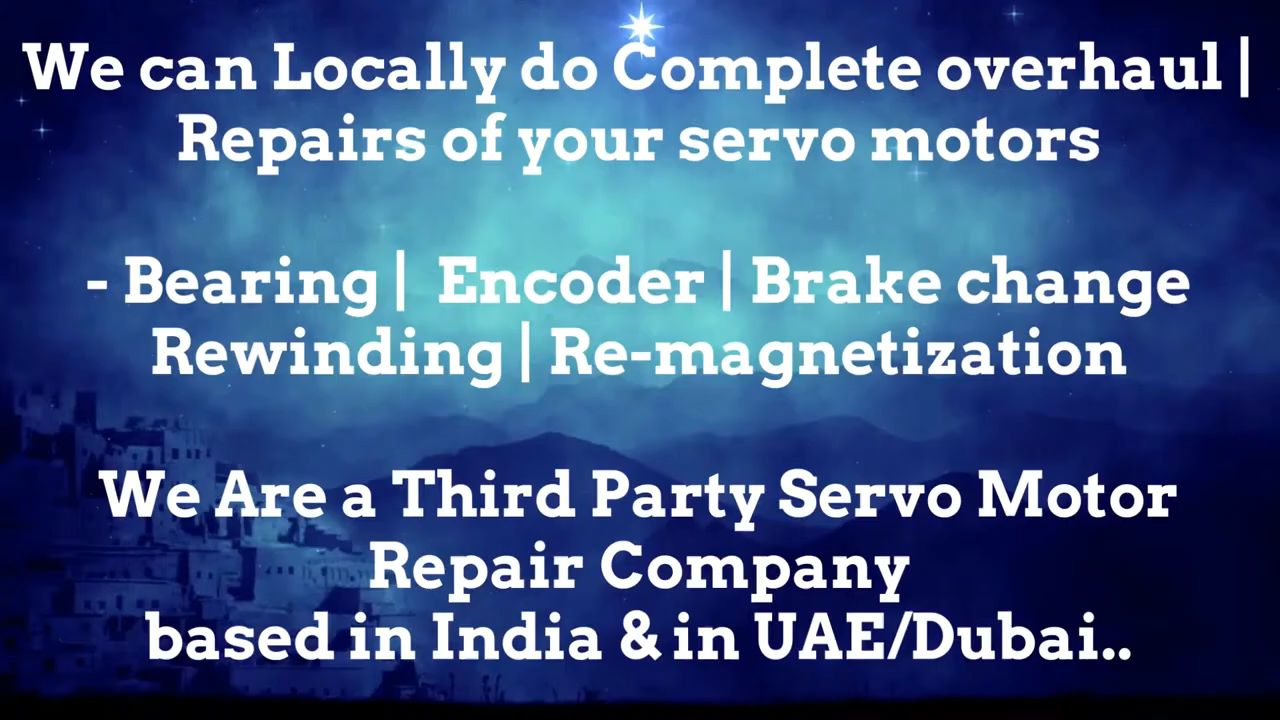 We can Locally do Complete overhaul |
Repairs of your servo motors
- Bearing | Encoder | Brake change
Rewinding | Re-magnetization
We Are a Third Party Servo Motor
Repair Company
based in India & in UAE/Dubai..